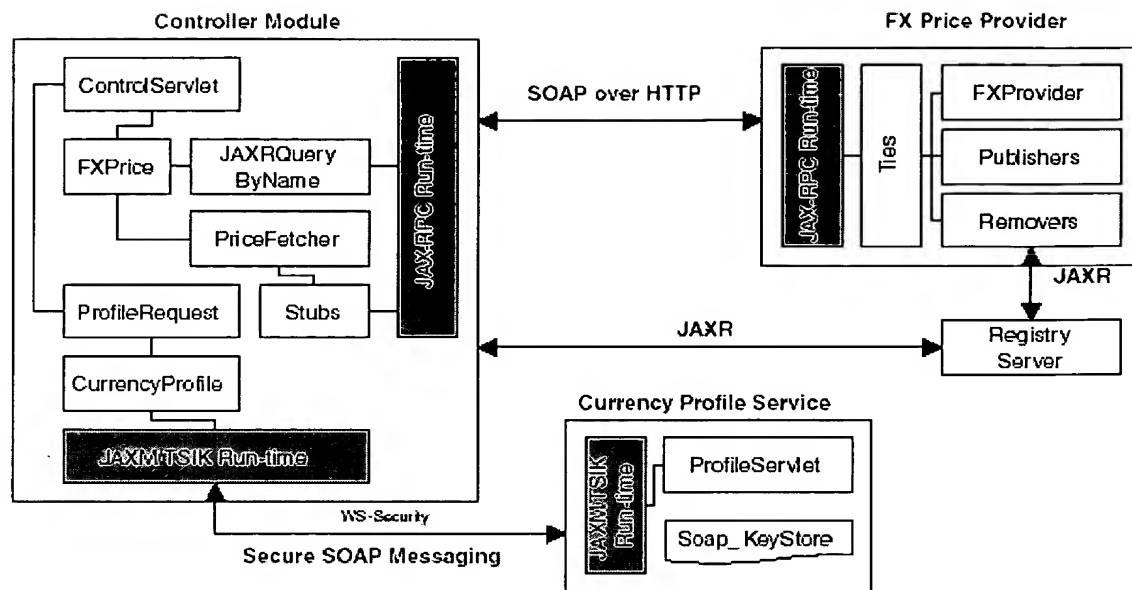 Controller Module
ControlServlet
FXPrice
JAXRQuery
ByName
PriceFetcher
ProfileRequest
Stubs
CurrencyProfile
JAX-RPC Run-time
JAXM/TSIK Run-time
SOAP over HTTP
FX Price Provider
JAX-RPC Run-time
Ties
FXProvider
Publishers
Removers
JAXR
JAXR
Registry
Server
WS-Security
Secure SOAP Messaging
Currency Profile Service
JAXM/TSIK
Run-time
ProfileServlet
Soap_KeyStore